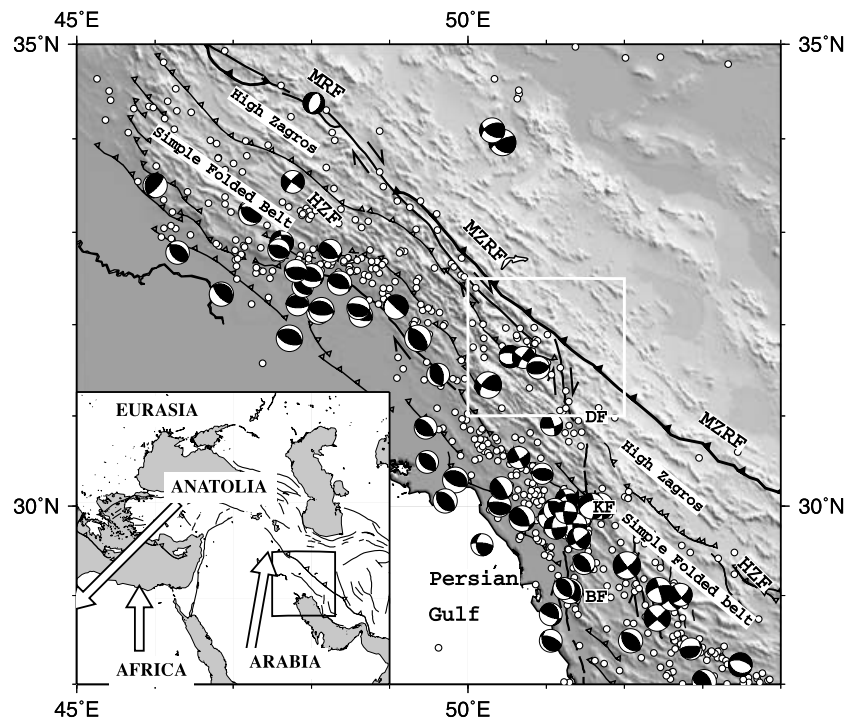 45˚E
50˚E
35˚N
35˚N
MRF
High Zagros
Simple Folded Belt
HZF
MZRF
DF
MZRF
High Zagros
30˚N
30˚N
KF
Simple Folded belt
HZF
Persian
Gulf
BF
EURASIA
ANATOLIA
AFRICA
ARABIA
45˚E
50˚E